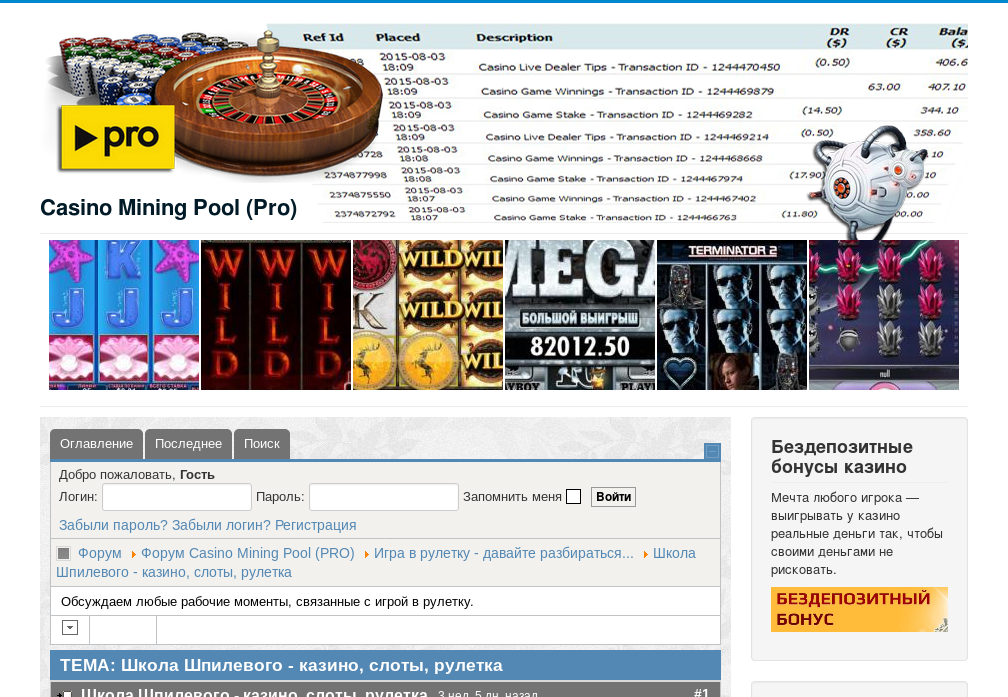 Ref Id Placed Description DR ($) CR ($)
2015-08-03 18:09 Casino Live Dealer Tips - Transaction ID - 1244470450 (0.50) 406.6
2015-08-03 18:09 Casino Game Winnings - Transaction ID - 1244469879 63.00 407.10
2015-08-03 18:09 Casino Game Stake - Transaction ID - 1244469282 (14.50) 344.10
2015-08-03 18:09 Casino Live Dealer Tips - Transaction ID - 1244469214 (0.50) 358.60
2015-08-03 18:08 Casino Game Winnings - Transaction ID - 1244468668
2374877998 2015-08-03 18:08 Casino Game Stake - Transaction ID - 1244467974
2374875550 2015-08-03 18:07 Casino Game Winnings - Transaction ID - 1244467402
2374872792 2015-08-03 18:07 Casino Game Stake - Transaction ID - 1244466763 (11.80)
pro
Casino Mining Pool (Pro)
K
WILD WILD WILD
WILD
WILD
K
MEGA
БОЛЬШОЙ ВЫИГРЫШ
82012.50
TERMINATOR 2
null
Оглавление Последнее Поиск
Добро пожаловать, Гость
Логин: Пароль: Запомнить меня Войти
Забыли пароль? Забыли логин? Регистрация
Форум Форум Casino Mining Pool (PRO) Игра в рулетку - давайте разбираться... Школа
Шпилевого - казино, слоты, рулетка
Обсуждаем любые рабочие моменты, связанные с игрой в рулетку.
ТЕМА: Школа Шпилевого - казино, слоты, рулетка
Школа Шпилевого - казино, слоты, рулетка 3 нед. 5 дн. назад #1
Бездепозитные
бонусы казино
Мечта любого игрока —
выигрывать у казино
реальные деньги так, чтобы
своими деньгами не
рисковать.
БЕЗДЕПОЗИТНЫЙ
БОНУС